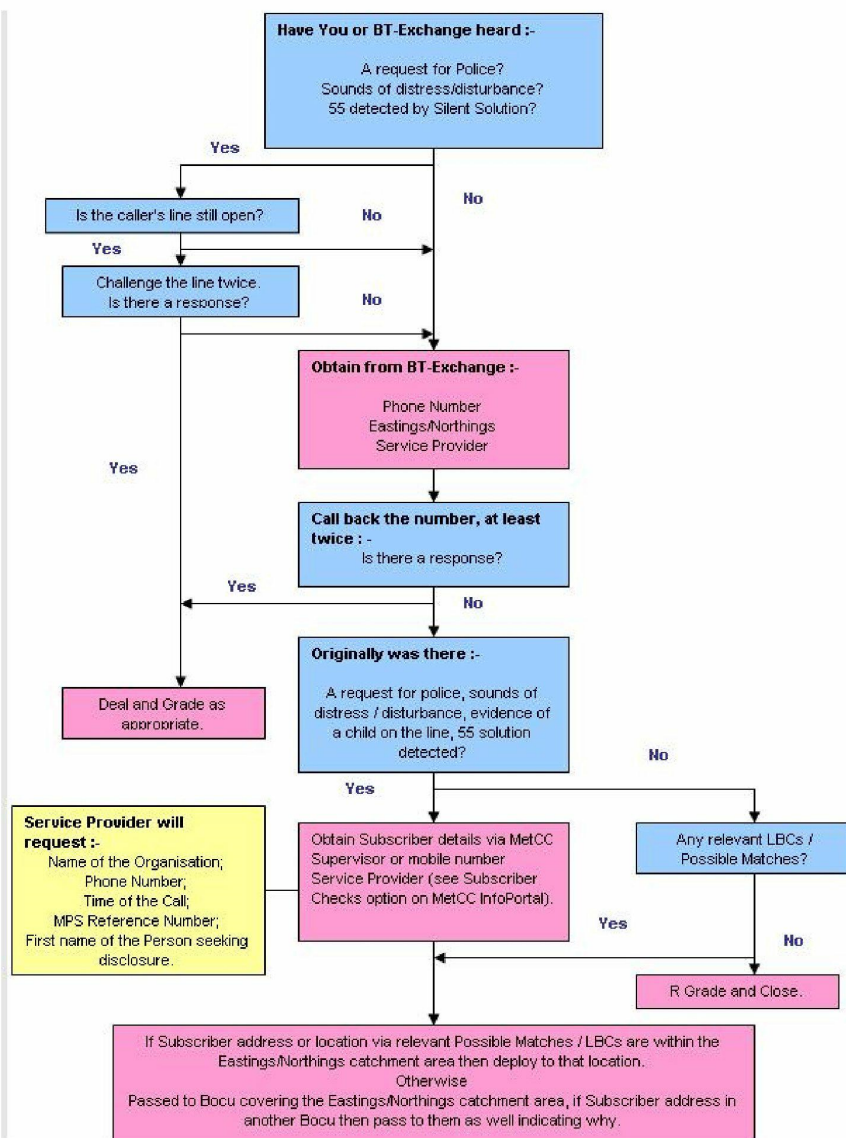 Have You or BT-Exchange heard :-
A request for Police?
Sounds of distress/disturbance?
55 detected by Silent Solution?
Yes
No
Is the caller's line still open?
No
Yes
Challenge the line twice.
Is there a response?
No
Obtain from BT-Exchange :-
Phone Number
Eastings/Northings
Service Provider
Yes
Call back the number, at least
twice : -
Is there a response?
Yes
No
Originally was there :-
A request for police, sounds of
distress / disturbance, evidence of
a child on the line, 55 solution
detected?
Deal and Grade as
appropriate.
No
Yes
Service Provider will
request :-
Name of the Organisation;
Phone Number;
Time of the Call;
MPS Reference Number;
First name of the Person seeking
disclosure.
Obtain Subscriber details via MetCC
Supervisor or mobile number
Service Provider (see Subscriber
Checks option on MetCC InfoPortal).
Any relevant LBCs /
Possible Matches?
Yes
No
R Grade and Close.
If Subscriber address or location via relevant Possible Matches / LBCs are within the
Eastings/Northings catchment area then deploy to that location.
Otherwise
Passed to Bocu covering the Eastings/Northings catchment area, if Subscriber address in
another Bocu then pass to them as well indicating why.